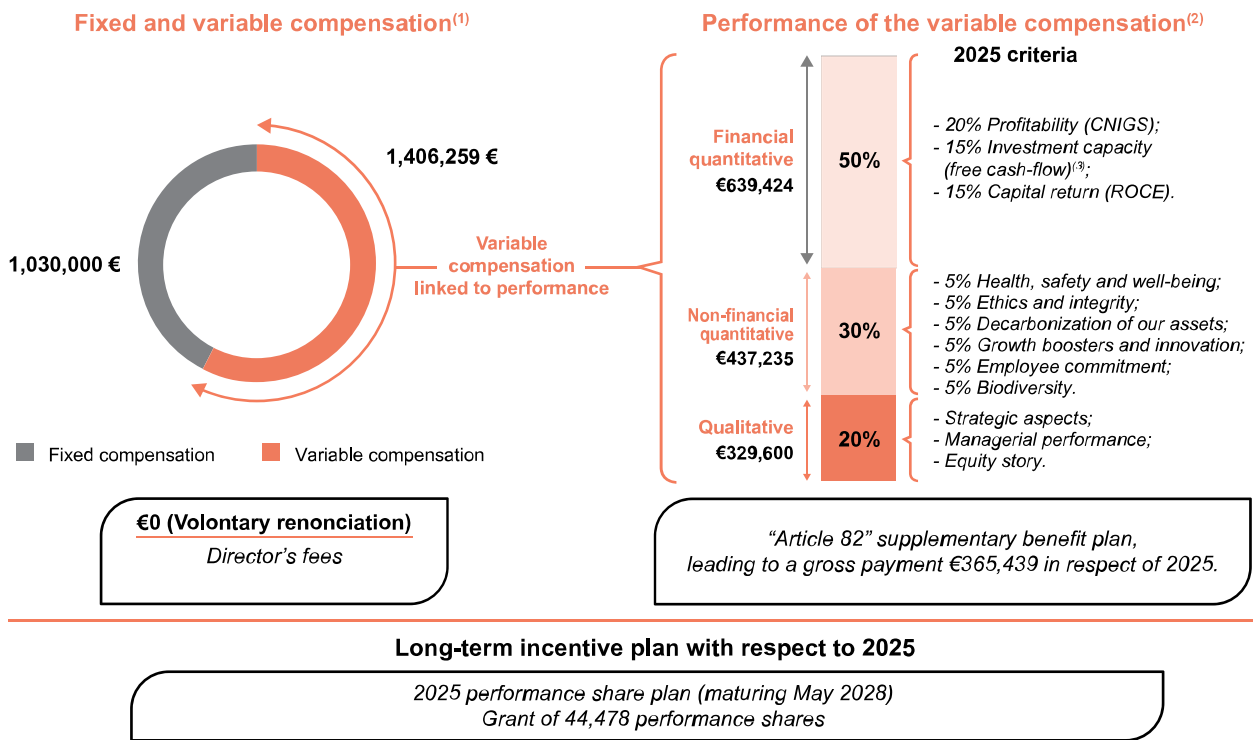 Fixed and variable compensation(1)
1,406,259 €
1,030,000 €
Variable
compensation
linked to performance
Fixed compensation
Variable compensation
€0 (Volontary renonciation)
Director's fees
Performance of the variable compensation(2)
2025 criteria
Financial
quantitative
€639,424
50%
- 20% Profitability (CNIGS);
- 15% Investment capacity
(free cash-flow)(3);
- 15% Capital return (ROCE).
Non-financial
quantitative
€437,235
30%
- 5% Health, safety and well-being;
- 5% Ethics and integrity;
- 5% Decarbonization of our assets;
- 5% Growth boosters and innovation;
- 5% Employee commitment;
- 5% Biodiversity.
Qualitative
€329,600
20%
- Strategic aspects;
- Managerial performance;
- Equity story.
"Article 82" supplementary benefit plan,
leading to a gross payment €365,439 in respect of 2025.
Long-term incentive plan with respect to 2025
2025 performance share plan (maturing May 2028)
Grant of 44,478 performance shares